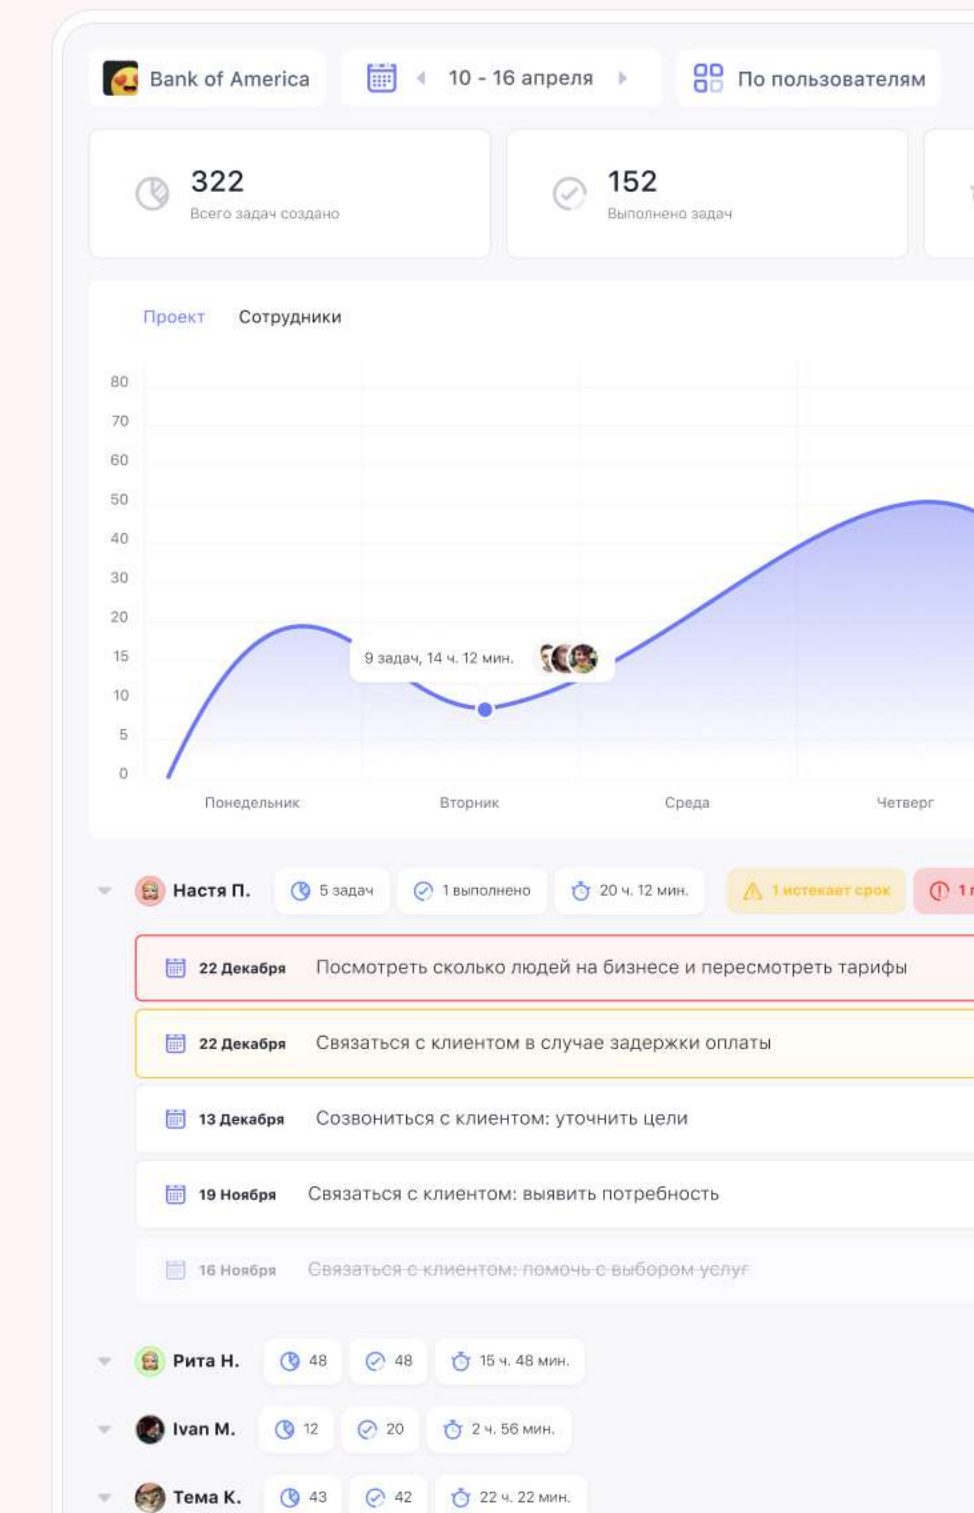 Bank of America
10 - 16 апреля
По пользователям
322
Всего задач создано
152
Выполнено задач
Проект Сотрудники
80
70
60
50
40
30
20
15
10
5
0
9 задач, 14 ч. 12 мин.
Понедельник Вторник Среда Четверг
Настя П. 5 задач 1 выполнено 20 ч. 12 мин. 1 истекает срок 1
22 Декабря Посмотреть сколько людей на бизнесе и пересмотреть тарифы
22 Декабря Связаться с клиентом в случае задержки оплаты
13 Декабря Созвониться с клиентом: уточнить цели
19 Ноября Связаться с клиентом: выявить потребность
16 Ноября Связаться с клиентом: помочь с выбором услуг
Рита Н. 48 48 15 ч. 48 мин.
Ivan M. 12 20 2 ч. 56 мин.
Тема К. 43 42 22 ч. 22 мин.